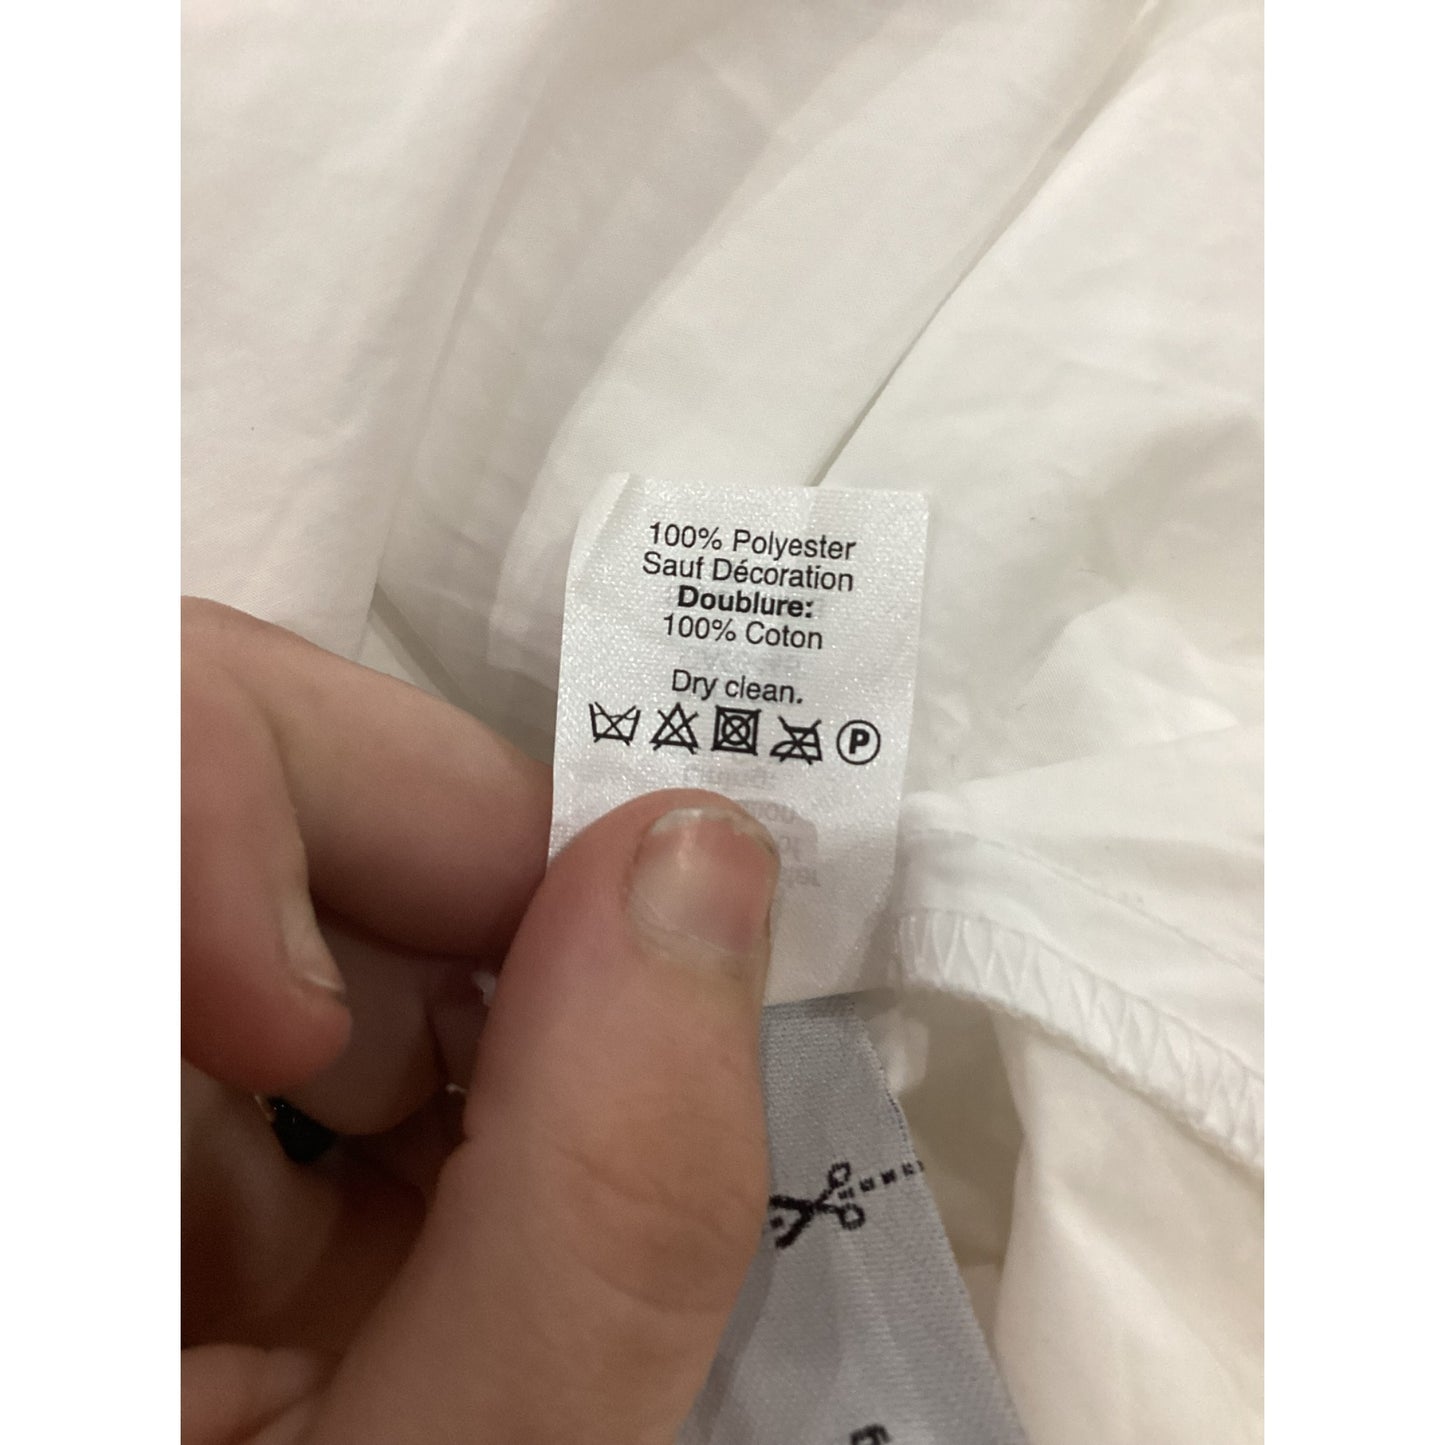 100% Polyester
Sauf Décoration
Doublure:
100% Coton
Dry clean.
P